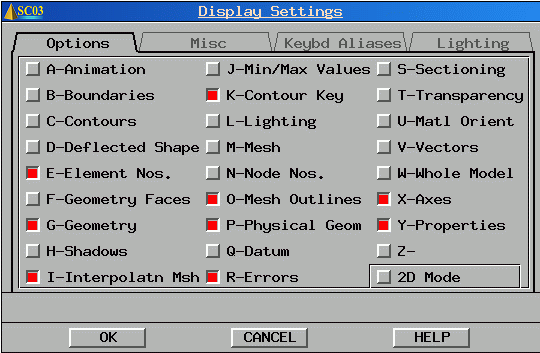 SC03 Display Settings
Options Misc Keybd Aliases Lighting
A-Animation J-Min/Max Values S-Sectioning
B-Boundaries K-Contour Key T-Transparency
C-Contours L-Lighting U-Matl Orient
D-Deflected Shape M-Mesh V-Vectors
E-Element Nos. N-Node Nos. W-Whole Model
F-Geometry Faces O-Mesh Outlines X-Axes
G-Geometry P-Physical Geom Y-Properties
H-Shadows Q-Datum Z-
I-Interpolatn Msh R-Errors 2D Mode
OK CANCEL HELP